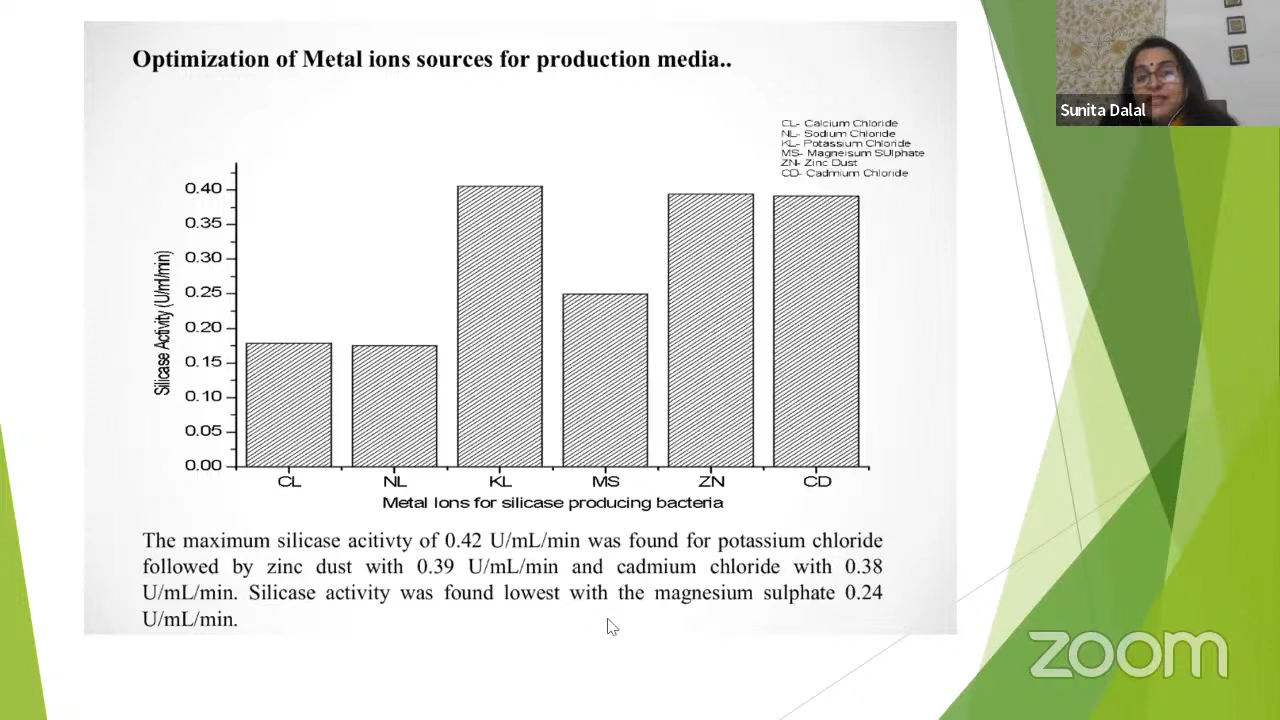 Optimization of Metal ions sources for production media..
Sunita Dalal
CL- Calcium Chloride
NL- Sodium Chloride
KL- Potassium Chloride
MS- Magneisum SUlphate
ZN- Zinc Dust
CD- Cadmium Chloride
Silicase Activity (U/ml/min)
0.40
0.35
0.30
0.25
0.20
0.15
0.10
0.05
0.00
CL NL KL MS ZN CD
Metal Ions for silicase producing bacteria
The maximum silicase acitivty of 0.42 U/mL/min was found for potassium chloride
followed by zinc dust with 0.39 U/mL/min and cadmium chloride with 0.38
U/mL/min. Silicase activity was found lowest with the magnesium sulphate 0.24
U/mL/min.
zoom